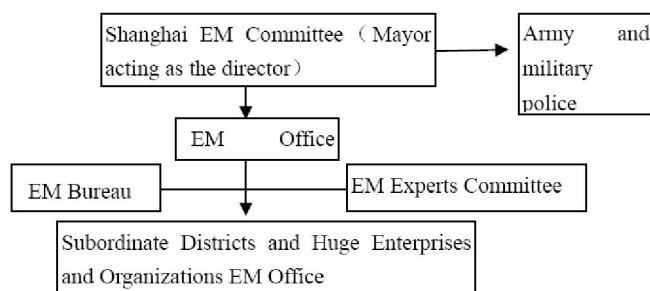 Shanghai EM Committee（Mayor
acting as the director）
Army and
military
police
EM Office
EM Bureau
EM Experts Committee
Subordinate Districts and Huge Enterprises
and Organizations EM Office